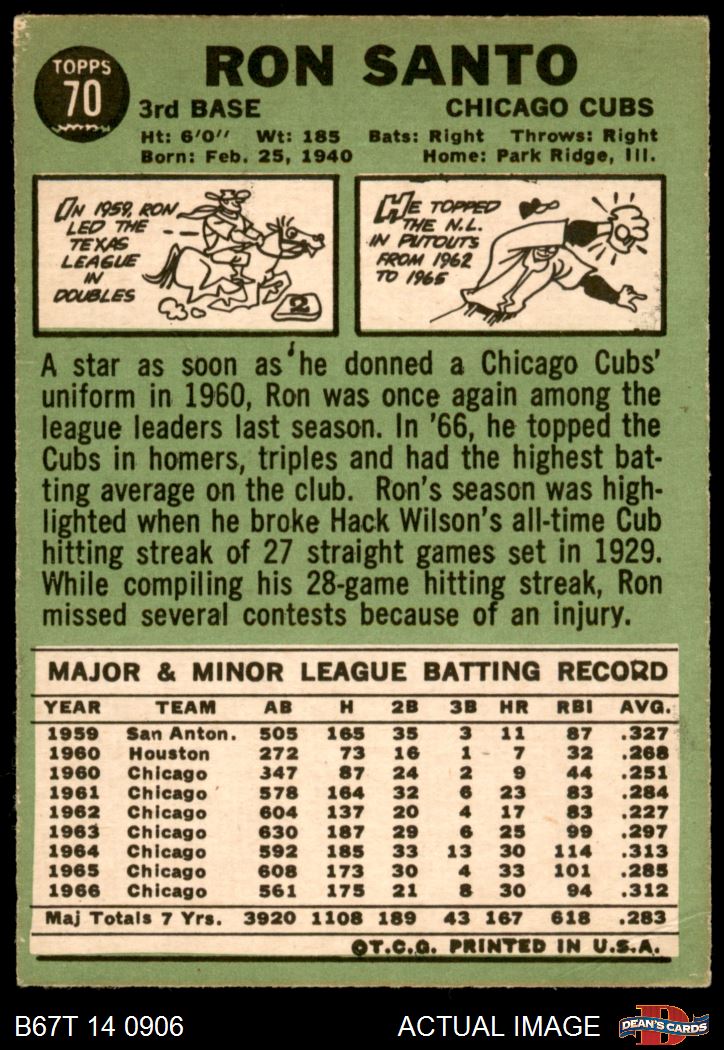 TOPPS
70
RON SANTO
3rd BASE CHICAGO CUBS
Ht: 6'0" Wt: 185 Bats: Right Throws: Right
Born: Feb. 25, 1940 Home: Park Ridge, Ill.
IN 1959, RON
LED THE
TEXAS
LEAGUE
IN
DOUBLES
2
HE TOPPED
THE N.L.
IN PUTOUTS
FROM 1962
TO 1965
A star as soon as he donned a Chicago Cubs'
uniform in 1960, Ron was once again among the
league leaders last season. In '66, he topped the
Cubs in homers, triples and had the highest bat-
ting average on the club. Ron's season was high-
lighted when he broke Hack Wilson's all-time Cub
hitting streak of 27 straight games set in 1929.
While compiling his 28-game hitting streak, Ron
missed several contests because of an injury.
MAJOR & MINOR LEAGUE BATTING RECORD
YEAR TEAM AB H 2B 3B HR RBI AVG.
1959 San Anton. 505 165 35 3 11 87 .327
1960 Houston 272 73 16 1 7 32 .268
1960 Chicago 347 87 24 2 9 44 .251
1961 Chicago 578 164 32 6 23 83 .284
1962 Chicago 604 137 20 4 17 83 .227
1963 Chicago 630 187 29 6 25 99 .297
1964 Chicago 592 185 33 13 30 114 .313
1965 Chicago 608 173 30 4 33 101 .285
1966 Chicago 561 175 21 8 30 94 .312
Maj Totals 7 Yrs. 3920 1108 189 43 167 618 .283
©T.C.G. PRINTED IN U.S.A.
B67T 14 0906 ACTUAL IMAGE D DEAN'S CARDS